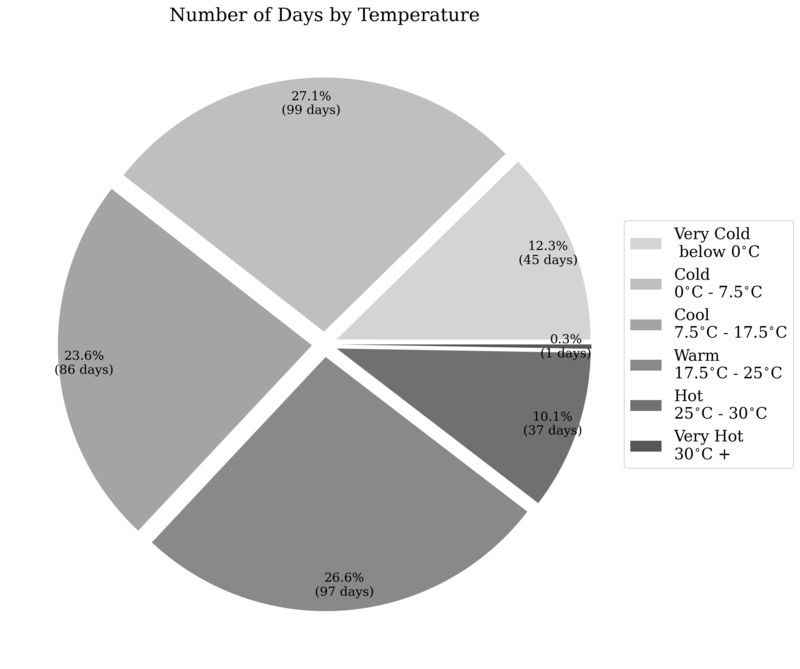 Number of Days by Temperature
27.1%
(99 days)
12.3%
(45 days)
0.3%
(1 days)
23.6%
(86 days)
10.1%
(37 days)
26.6%
(97 days)
Very Cold
below 0°C
Cold
0°C - 7.5°C
Cool
7.5°C - 17.5°C
Warm
17.5°C - 25°C
Hot
25°C - 30°C
Very Hot
30°C +